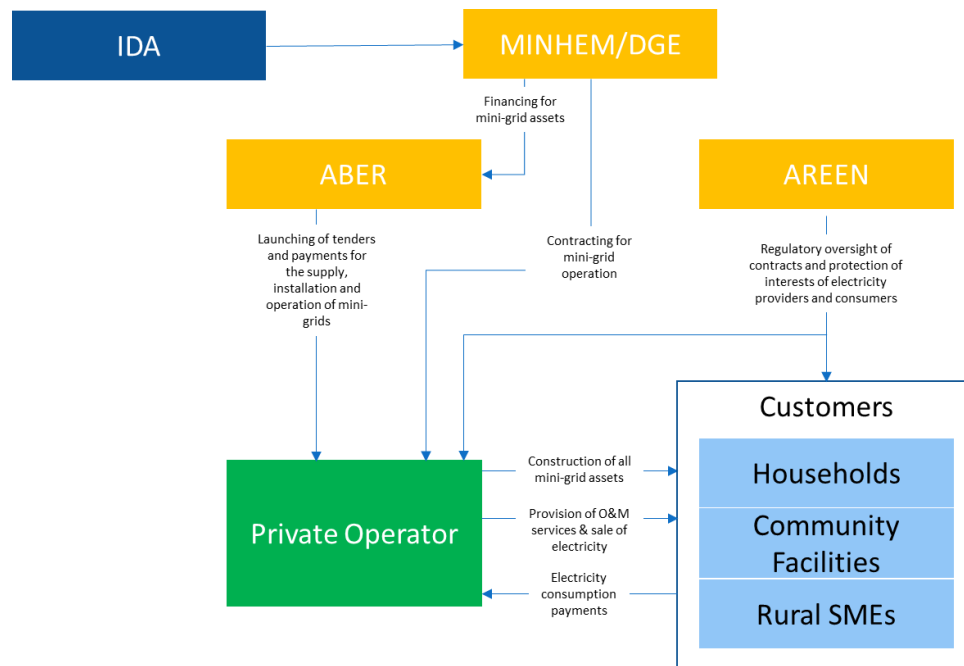 IDA
MINHEM/DGE
Financing for
mini-grid assets
ABER
AREEN
Launching of tenders
and payments for
the supply,
installation and
operation of mini-
grids
Contracting for
mini-grid
operation
Regulatory oversight of
contracts and protection of
interests of electricity
providers and consumers
Customers
Private Operator
Construction of all
mini-grid assets
Provision of O&M
services & sale of
electricity
Electricity
consumption
payments
Households
Community
Facilities
Rural SMEs